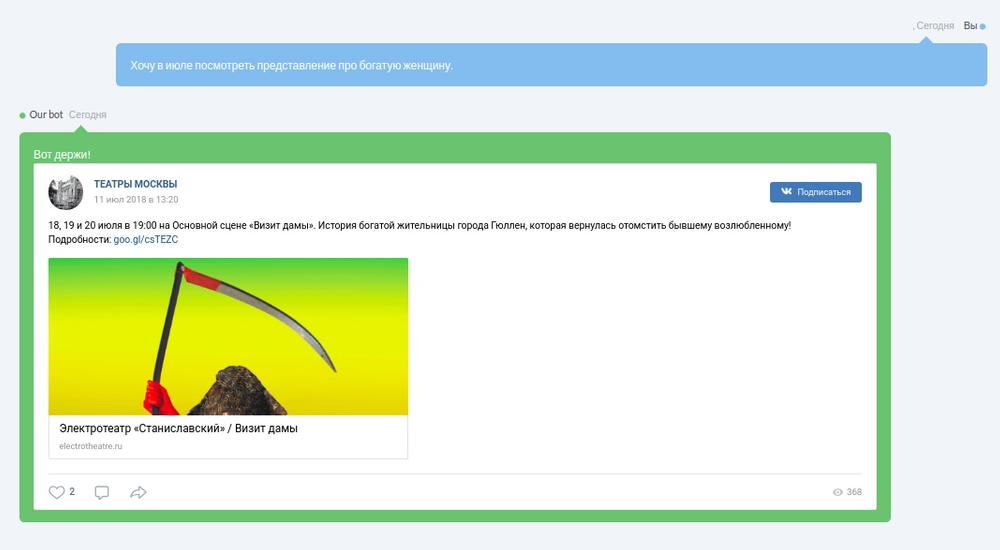 , Сегодня Вы
Хочу в июле посмотреть представление про богатую женщину.
Our bot Сегодня
Вот держи!
ТЕАТРЫ МОСКВЫ
11 июл 2018 в 13:20
Подписаться
18, 19 и 20 июля в 19:00 на Основной сцене «Визит дамы». История богатой жительницы города Гюллен, которая вернулась отомстить бывшему возлюбленному!
Подробности: goo.gl/csTEZC
Электротеатр «Станиславский» / Визит дамы
electrotheatre.ru
2
368